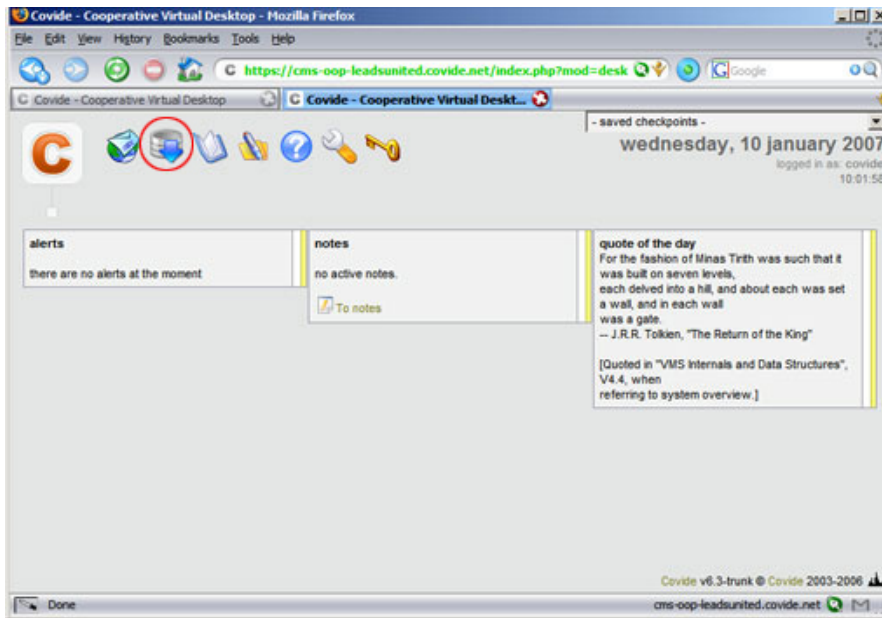 Covide - Cooperative Virtual Desktop - Mozilla Firefox
File Edit View History Bookmarks Tools Help
C https://cms-oop-leadsunited.covide.net/index.php?mod=desk G Google
C Covide - Cooperative Virtual Desktop C Covide - Cooperative Virtual Deskt...
- saved checkpoints -
C
wednesday, 10 january 2007
logged in as: covide
10:01:58
alerts
there are no alerts at the moment
notes
no active notes.
To notes
quote of the day
For the fashion of Minas Tirith was such that it
was built on seven levels,
each delved into a hill, and about each was set
a wall, and in each wall
was a gate.
-- J.R.R. Tolkien, "The Return of the King"
[Quoted in "VMS Internals and Data Structures",
V4.4, when
referring to system overview.]
Covide v6.3-trunk © Covide 2003-2006
Done
cms-oop-leadsunited.covide.net